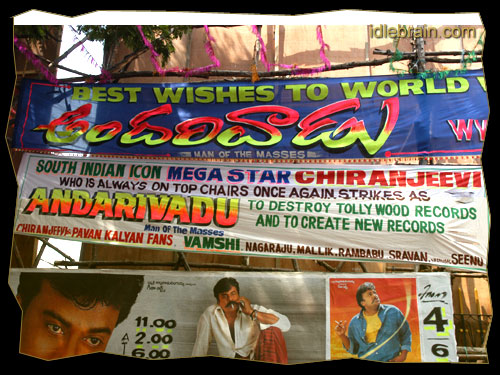 idlebrain.com
BEST WISHES TO WORLD
అందరివాడు
MAN OF THE MASSES
SOUTH INDIAN ICON MEGA STAR CHIRANJEEVI
WHO IS ALWAYS ON TOP CHAIRS ONCE AGAIN STRIKES AS
ANDARIVADU TO DESTROY TOLLY WOOD RECORDS
Man Of The Masses AND TO CREATE NEW RECORDS
CHIRANJEEVI & PAVAN KALYAN FANS, VAMSHI, NAGARAJU, MALLIK, RAMBABU, SRAVAN, SEENU
11.00
2.00
6.00
4
6